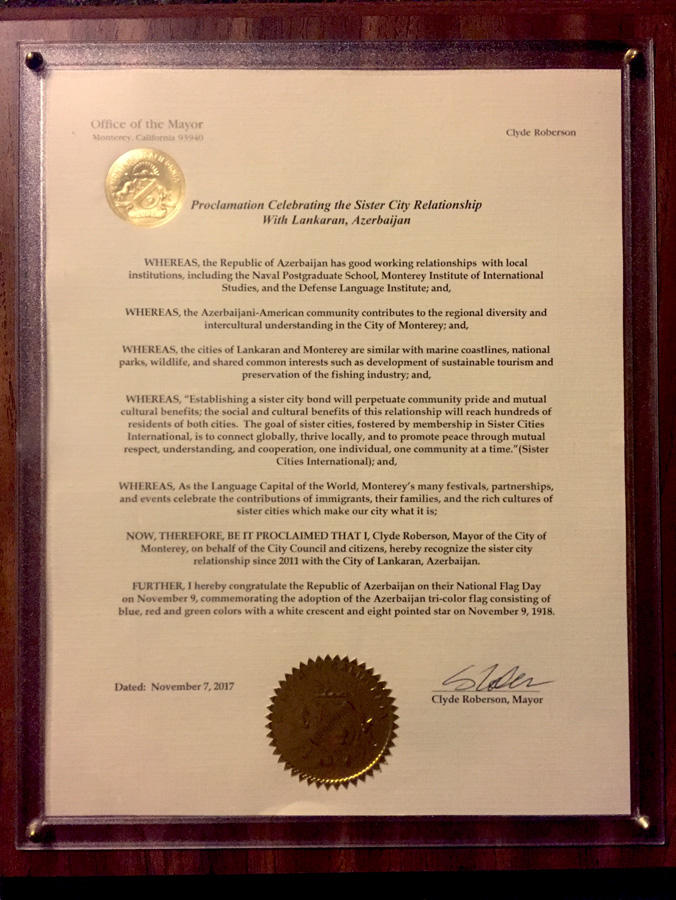 Office of the Mayor
Monterey, California 93940
Clyde Roberson
Proclamation Celebrating the Sister City Relationship
With Lankaran, Azerbaijan
WHEREAS, the Republic of Azerbaijan has good working relationships with local
institutions, including the Naval Postgraduate School, Monterey Institute of International
Studies, and the Defense Language Institute; and,
WHEREAS, the Azerbaijani-American community contributes to the regional diversity and
intercultural understanding in the City of Monterey; and,
WHEREAS, the cities of Lankaran and Monterey are similar with marine coastlines, national
parks, wildlife, and shared common interests such as development of sustainable tourism and
preservation of the fishing industry; and,
WHEREAS, “Establishing a sister city bond will perpetuate community pride and mutual
cultural benefits; the social and cultural benefits of this relationship will reach hundreds of
residents of both cities. The goal of sister cities, fostered by membership in Sister Cities
International, is to connect globally, thrive locally, and to promote peace through mutual
respect, understanding, and cooperation, one individual, one community at a time.”(Sister
Cities International); and,
WHEREAS, As the Language Capital of the World, Monterey’s many festivals, partnerships,
and events celebrate the contributions of immigrants, their families, and the rich cultures of
sister cities which make our city what it is;
NOW, THEREFORE, BE IT PROCLAIMED THAT I, Clyde Roberson, Mayor of the City of
Monterey, on behalf of the City Council and citizens, hereby recognize the sister city
relationship since 2011 with the City of Lankaran, Azerbaijan.
FURTHER, I hereby congratulate the Republic of Azerbaijan on their National Flag Day
on November 9, commemorating the adoption of the Azerbaijan tri-color flag consisting of
blue, red and green colors with a white crescent and eight pointed star on November 9, 1918.
Dated: November 7, 2017
Clyde Roberson, Mayor